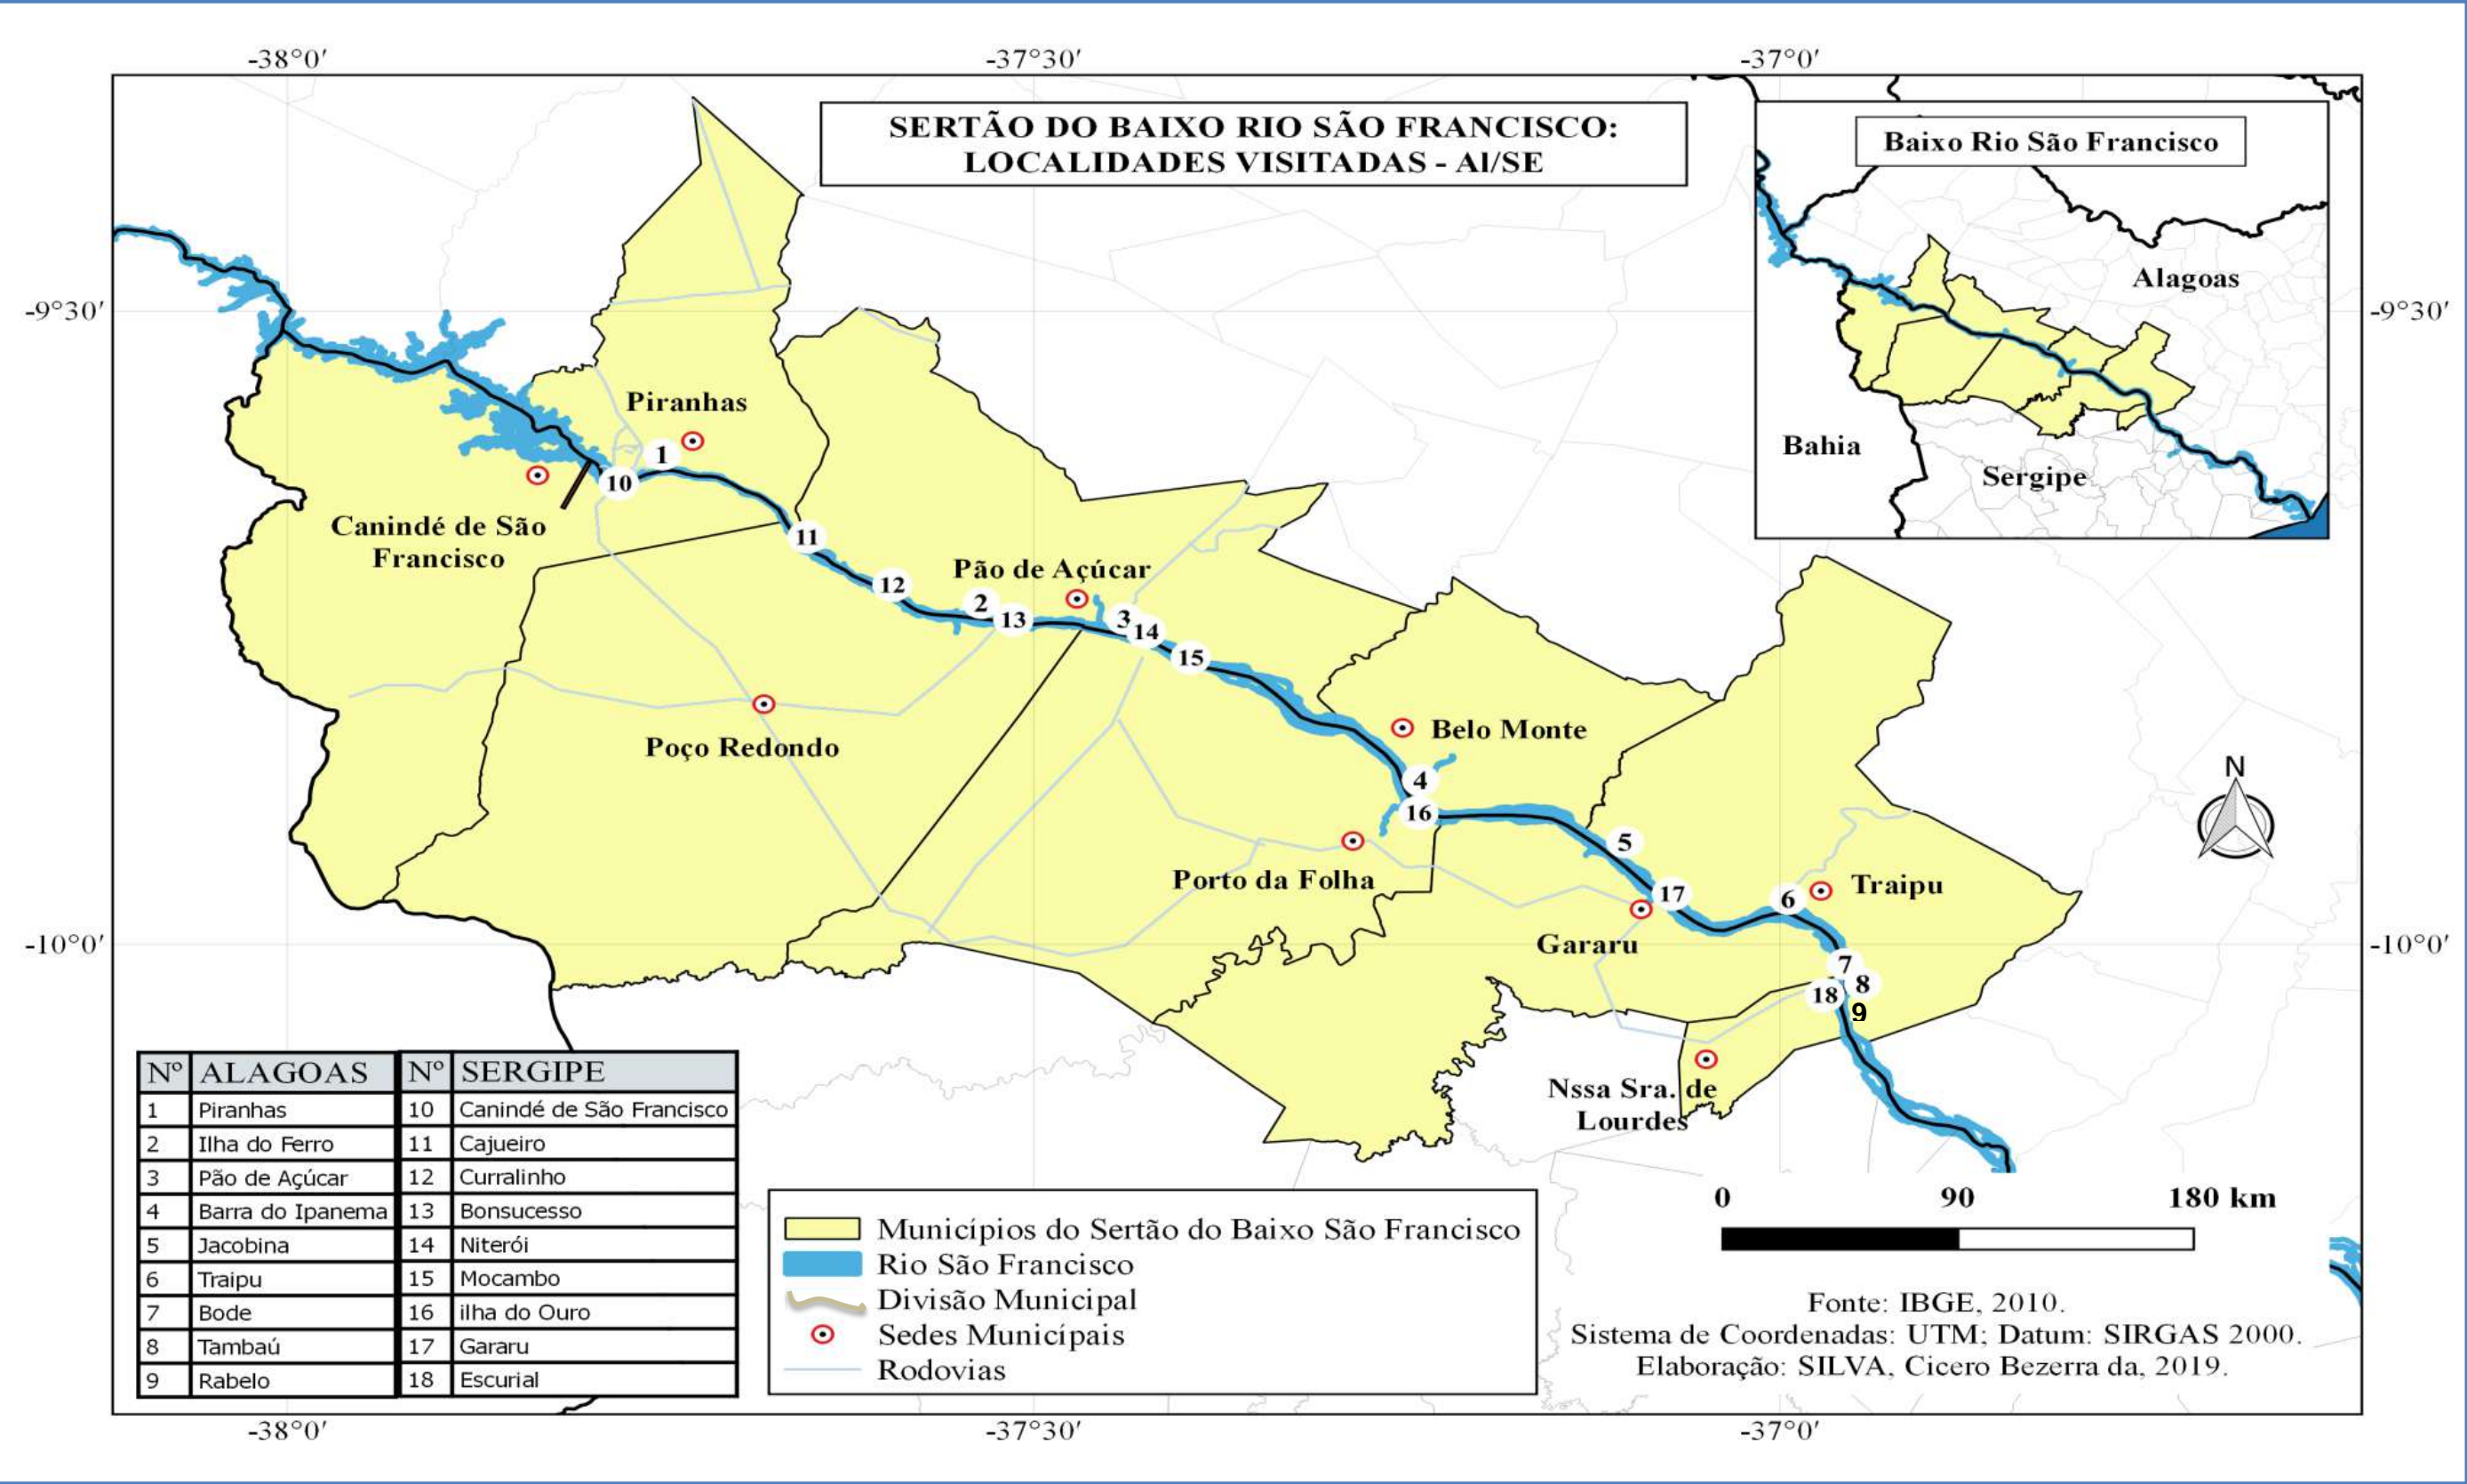 -38°0′
-37°30′
-37°0′
SERTÃO DO BAIXO RIO SÃO FRANCISCO:
LOCALIDADES VISITADAS - Al/SE
Baixo Rio São Francisco
Alagoas
Bahia
Sergipe
-9°30′
-9°30′
Piranhas
1
10
Canindé de São
Francisco
11
Pão de Açúcar
12
2
13
3
14
15
Poço Redondo
Belo Monte
4
16
N
5
Porto da Folha
17
6
Traipu
Gararu
-10°0′
-10°0′
7
8
18
9
Nssa Sra. de
Lourdes
Nº ALAGOAS Nº SERGIPE
1 Piranhas 10 Canindé de São Francisco
2 Ilha do Ferro 11 Cajueiro
3 Pão de Açúcar 12 Curralinho
4 Barra do Ipanema 13 Bonsucesso
5 Jacobina 14 Niterói
6 Traipu 15 Mocambo
7 Bode 16 ilha do Ouro
8 Tambaú 17 Gararu
9 Rabelo 18 Escurial
Municípios do Sertão do Baixo São Francisco
Rio São Francisco
Divisão Municipal
Sedes Municípais
Rodovias
0 90 180 km
Fonte: IBGE, 2010.
Sistema de Coordenadas: UTM; Datum: SIRGAS 2000.
Elaboração: SILVA, Cicero Bezerra da, 2019.
-38°0′
-37°30′
-37°0′